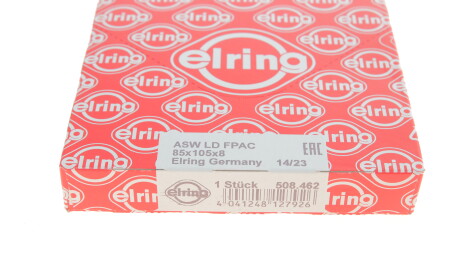 elring
ASW LD FPAC
85x105x8
Elring Germany 14/23
EAC
elring
1 Stück 508.462
4 041248 127926